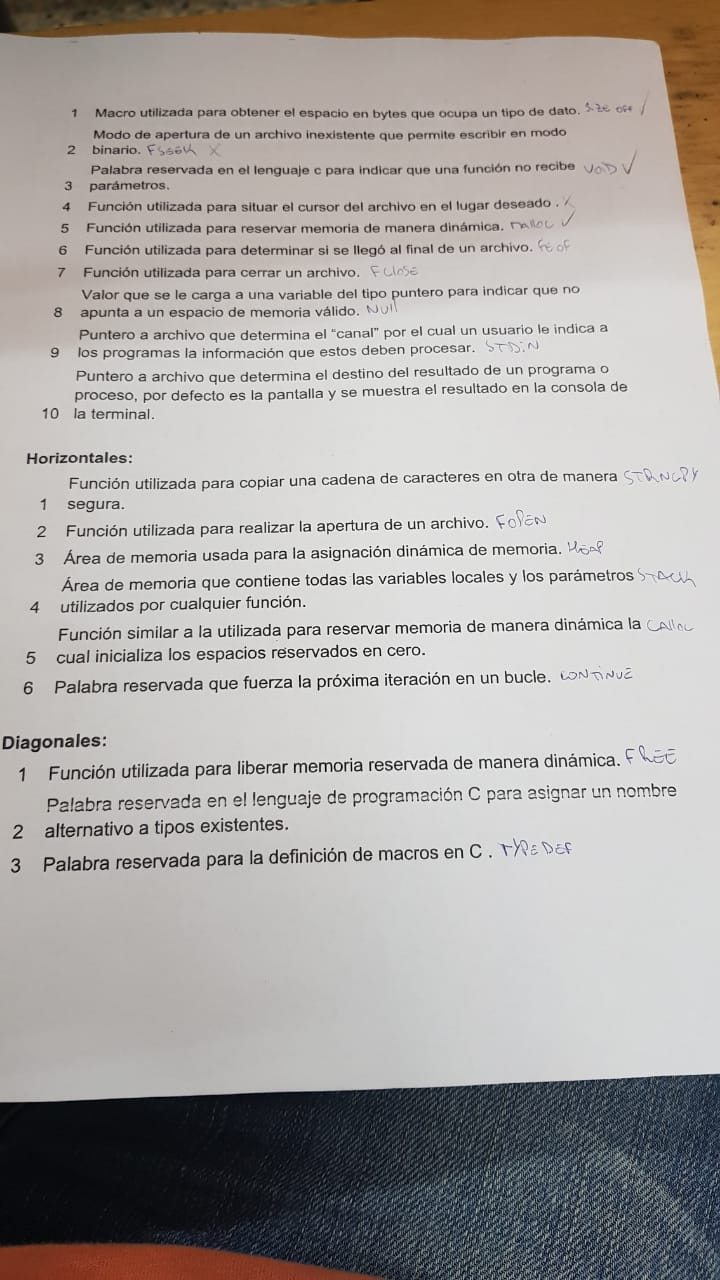 1 Macro utilizada para obtener el espacio en bytes que ocupa un tipo de dato. SizE OFF /
Modo de apertura de un archivo inexistente que permite escribir en modo
2 binario. FSEEK X
Palabra reservada en el lenguaje c para indicar que una función no recibe VOiD √
3 parámetros.
4 Función utilizada para situar el cursor del archivo en el lugar deseado . X
5 Función utilizada para reservar memoria de manera dinámica. malloc √
6 Función utilizada para determinar si se llegó al final de un archivo. FEOF
7 Función utilizada para cerrar un archivo. FClosE
Valor que se le carga a una variable del tipo puntero para indicar que no
8 apunta a un espacio de memoria válido. NUll
Puntero a archivo que determina el “canal” por el cual un usuario le indica a
9 los programas la información que estos deben procesar. STDiN
Puntero a archivo que determina el destino del resultado de un programa o
proceso, por defecto es la pantalla y se muestra el resultado en la consola de
10 la terminal.
Horizontales:
Función utilizada para copiar una cadena de caracteres en otra de manera STRNCPY
1 segura.
2 Función utilizada para realizar la apertura de un archivo. FOPEN
3 Área de memoria usada para la asignación dinámica de memoria. HEAP
Área de memoria que contiene todas las variables locales y los parámetros STACK
4 utilizados por cualquier función.
Función similar a la utilizada para reservar memoria de manera dinámica la CAlloc
5 cual inicializa los espacios reservados en cero.
6 Palabra reservada que fuerza la próxima iteración en un bucle. CONTiNUE
Diagonales:
1 Función utilizada para liberar memoria reservada de manera dinámica. FREE
Palabra reservada en el lenguaje de programación C para asignar un nombre
2 alternativo a tipos existentes.
3 Palabra reservada para la definición de macros en C . TYPEDEF